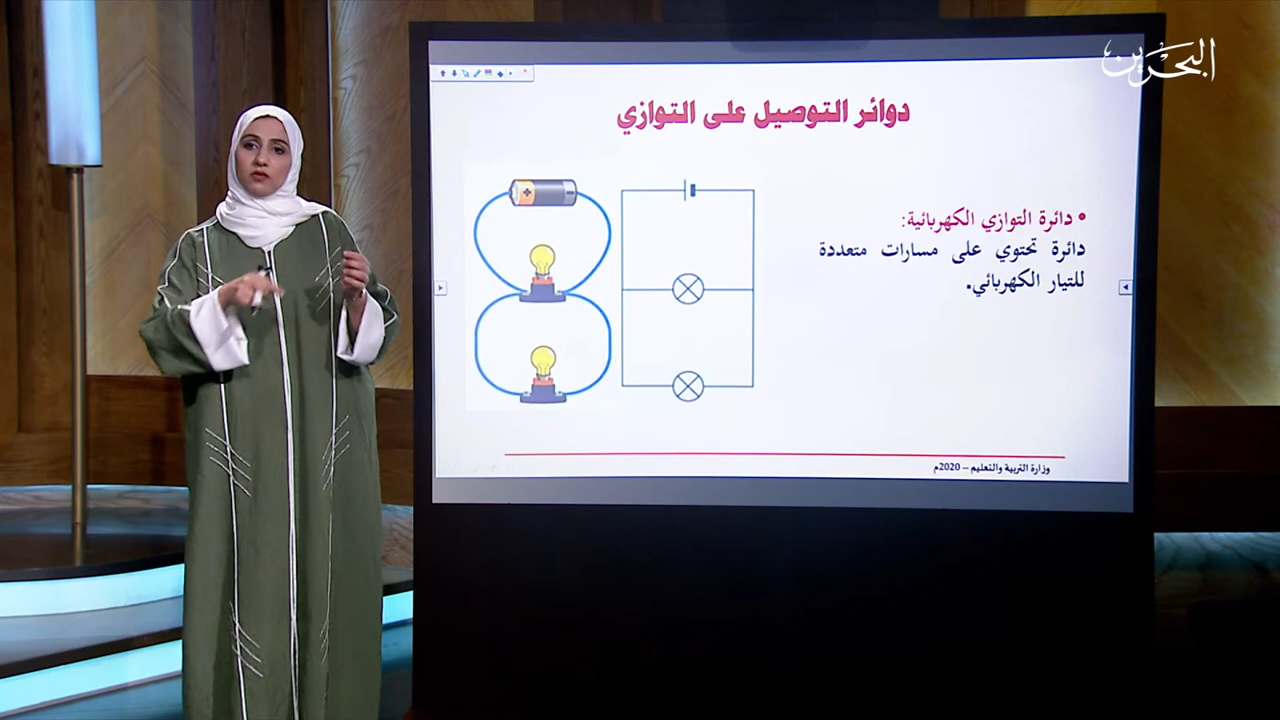 البحرين
دوائر التوصيل على التوازي
• دائرة التوازي الكهربائية:
دائرة تحتوي على مسارات متعددة
للتيار الكهربائي.
وزارة التربية والتعليم – 2020م